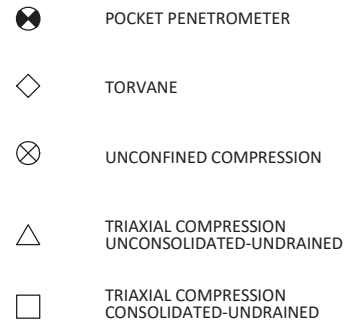 POCKET PENETROMETER
TORVANE
UNCONFINED COMPRESSION
TRIAXIAL COMPRESSION
UNCONSOLIDATED-UNDRAINED
TRIAXIAL COMPRESSION
CONSOLIDATED-UNDRAINED